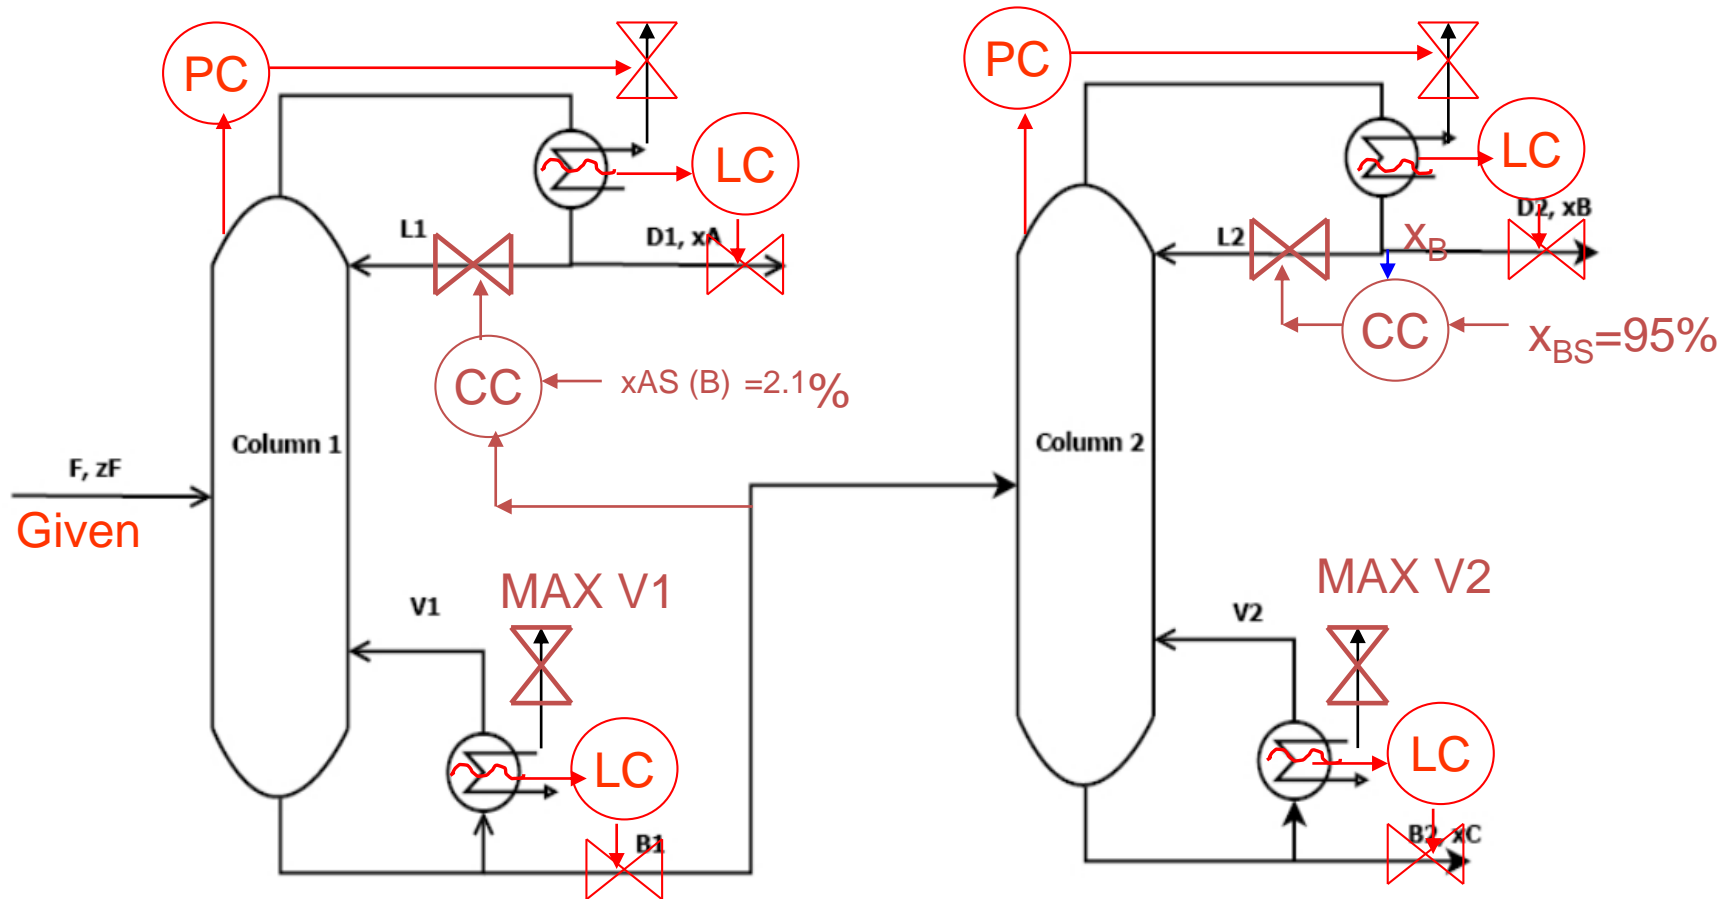 PC
PC
LC
LC
L1
D1, xA
L2
xB
D2, xB
CC
xAS (B) =2.1%
CC
xBS=95%
Column 1
Column 2
F, zF
Given
MAX V1
MAX V2
V1
V2
LC
LC
B1
B2, xC